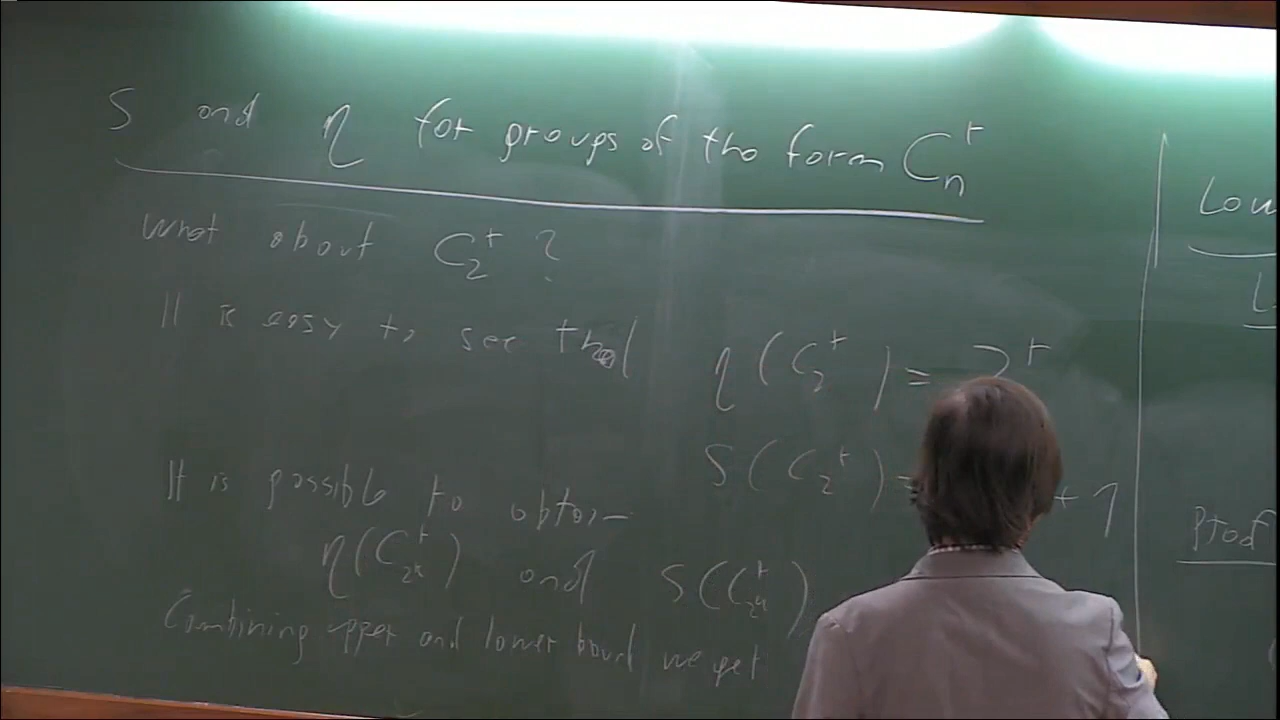 S and η for groups of the form C_n^r
What about C_2^r ?
It is easy to see that
η(C_2^r) = 2^r
S(C_2^r) = + 1
It is possible to obtain
η(C_{2^k}^r) and S(C_{2^k}^r)
Combining upper and lower bound we get
Low
L
Proof